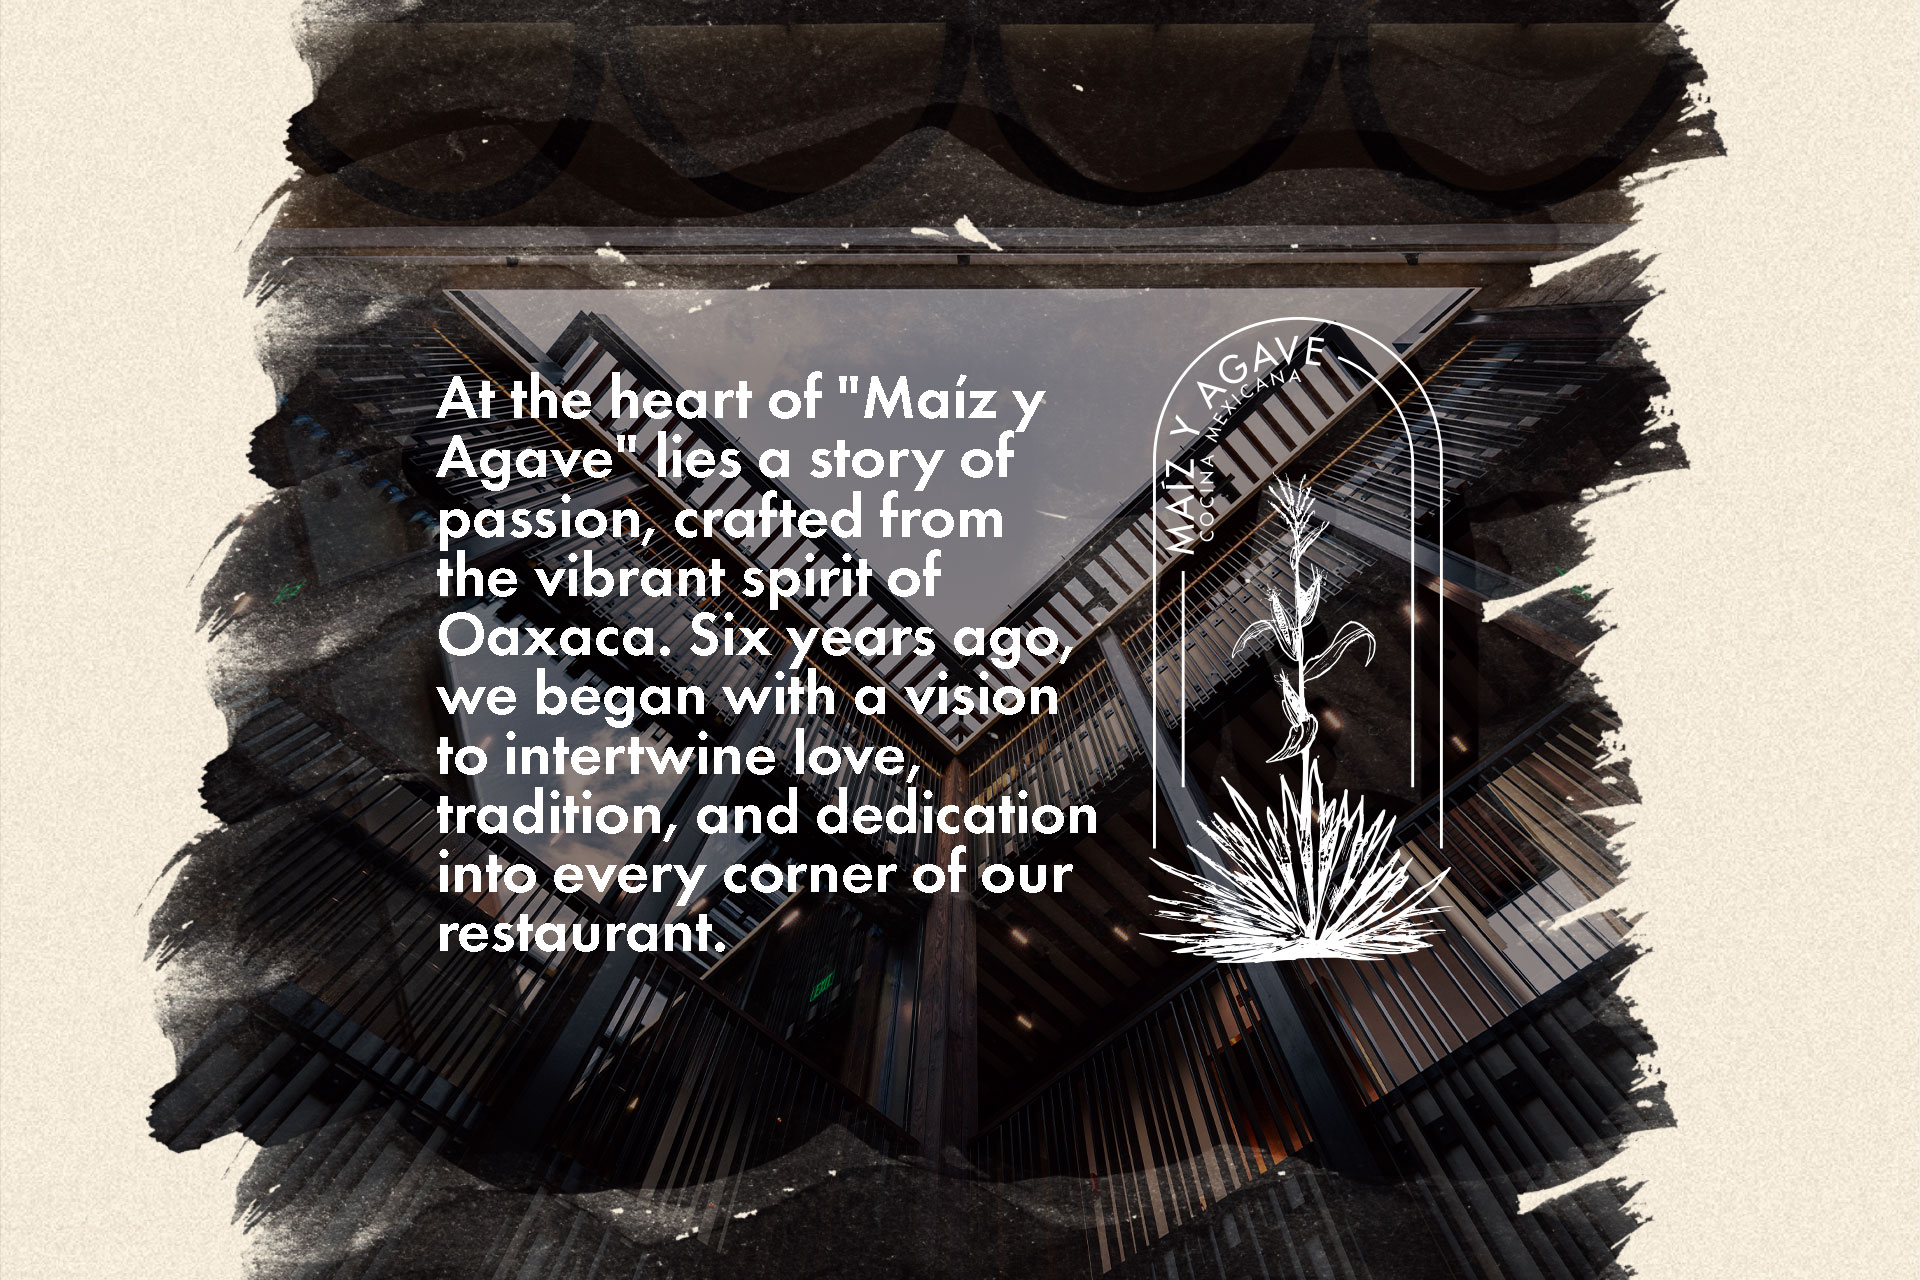 At the heart of "Maíz y
Agave" lies a story of
passion, crafted from
the vibrant spirit of
Oaxaca. Six years ago,
we began with a vision
to intertwine love,
tradition, and dedication
into every corner of our
restaurant.
MAÍZ Y AGAVE
COCINA MEXICANA
EXIT